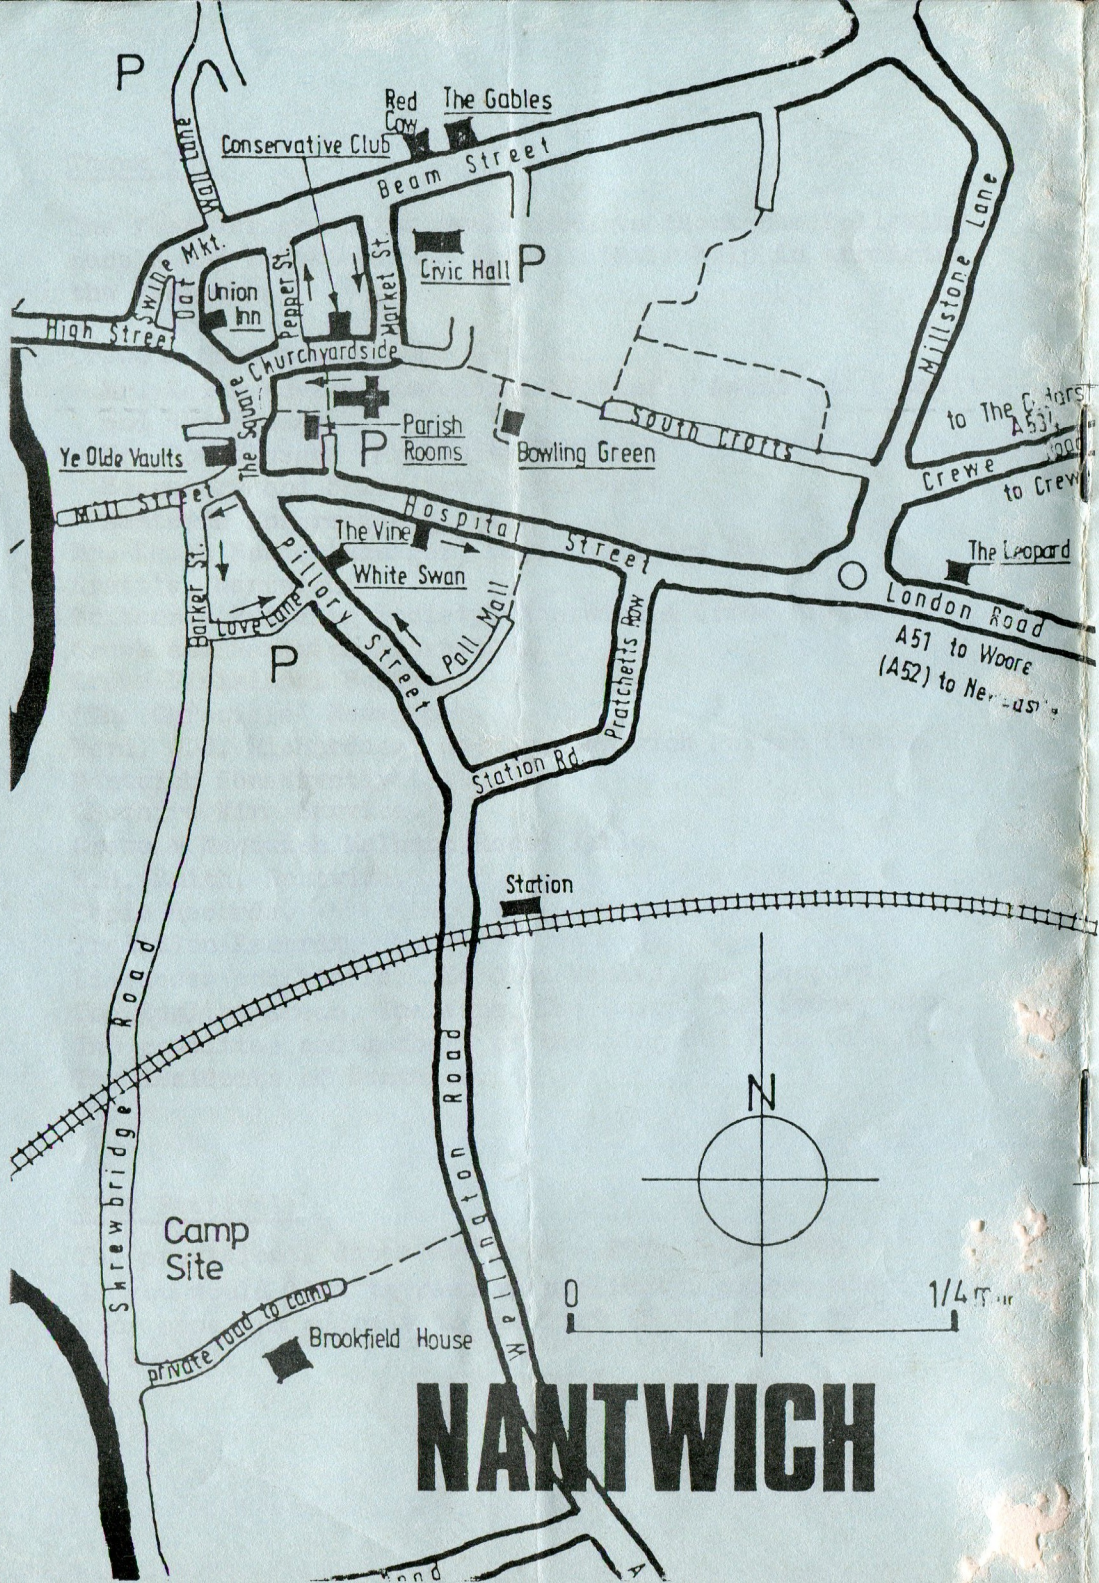 P
Red
Cow
The Gables
Conservative Club
Wall Lane
Beam Street
Swine Mkt.
Oat
Union
Inn
Pepper St.
Market St.
Civic Hall
P
Millstone Lane
High Street
Churchyardside
The Square
Parish
Rooms
P
Ye Olde Vaults
Bowling Green
South Crofts
to The
Crewe
to
Mill Street
Hospital Street
The Vine
White Swan
The Leopard
London Road
A51 to Woore
(A52) to
Barker St.
Love Lane
Pillory Street
Pall Mall
Pratchetts Row
P
Station Rd.
Station
Shrewbridge Road
Wellington Road
N
Camp
Site
0
1/4
private road to camp
Brookfield House
NANTWICH